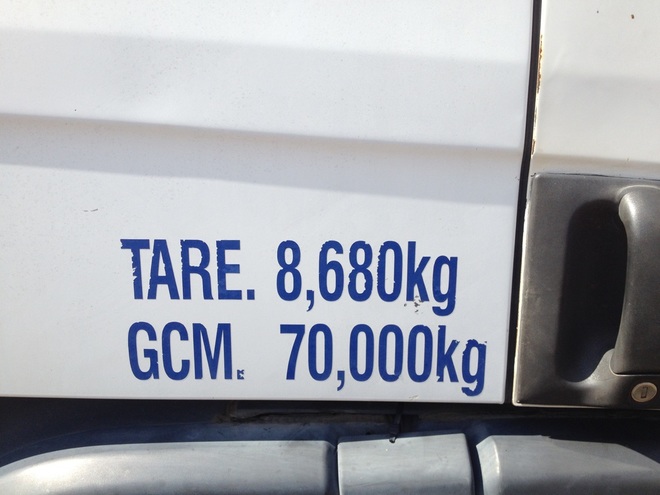 TARE. 8,680kg
GCM. 70,000kg